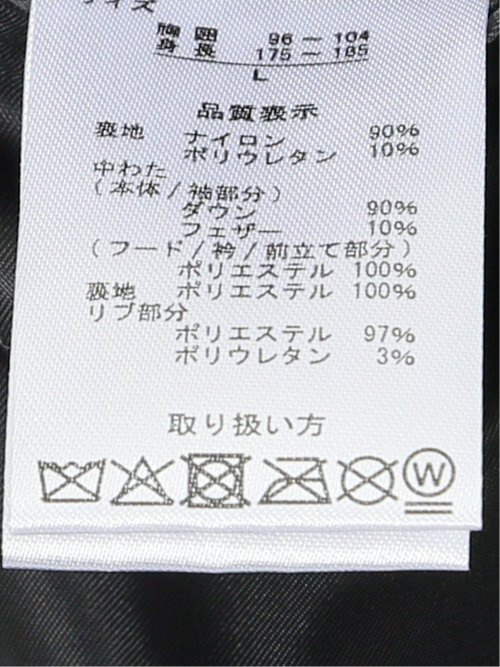 サイズ
胸囲 96－104
身長 175－185
L
品質表示
表地 ナイロン 90%
ポリウレタン 10%
中わた
(本体/袖部分)
ダウン 90%
フェザー 10%
(フード/衿/前立て部分)
ポリエステル 100%
裏地 ポリエステル 100%
リブ部分
ポリエステル 97%
ポリウレタン 3%
取り扱い方
W